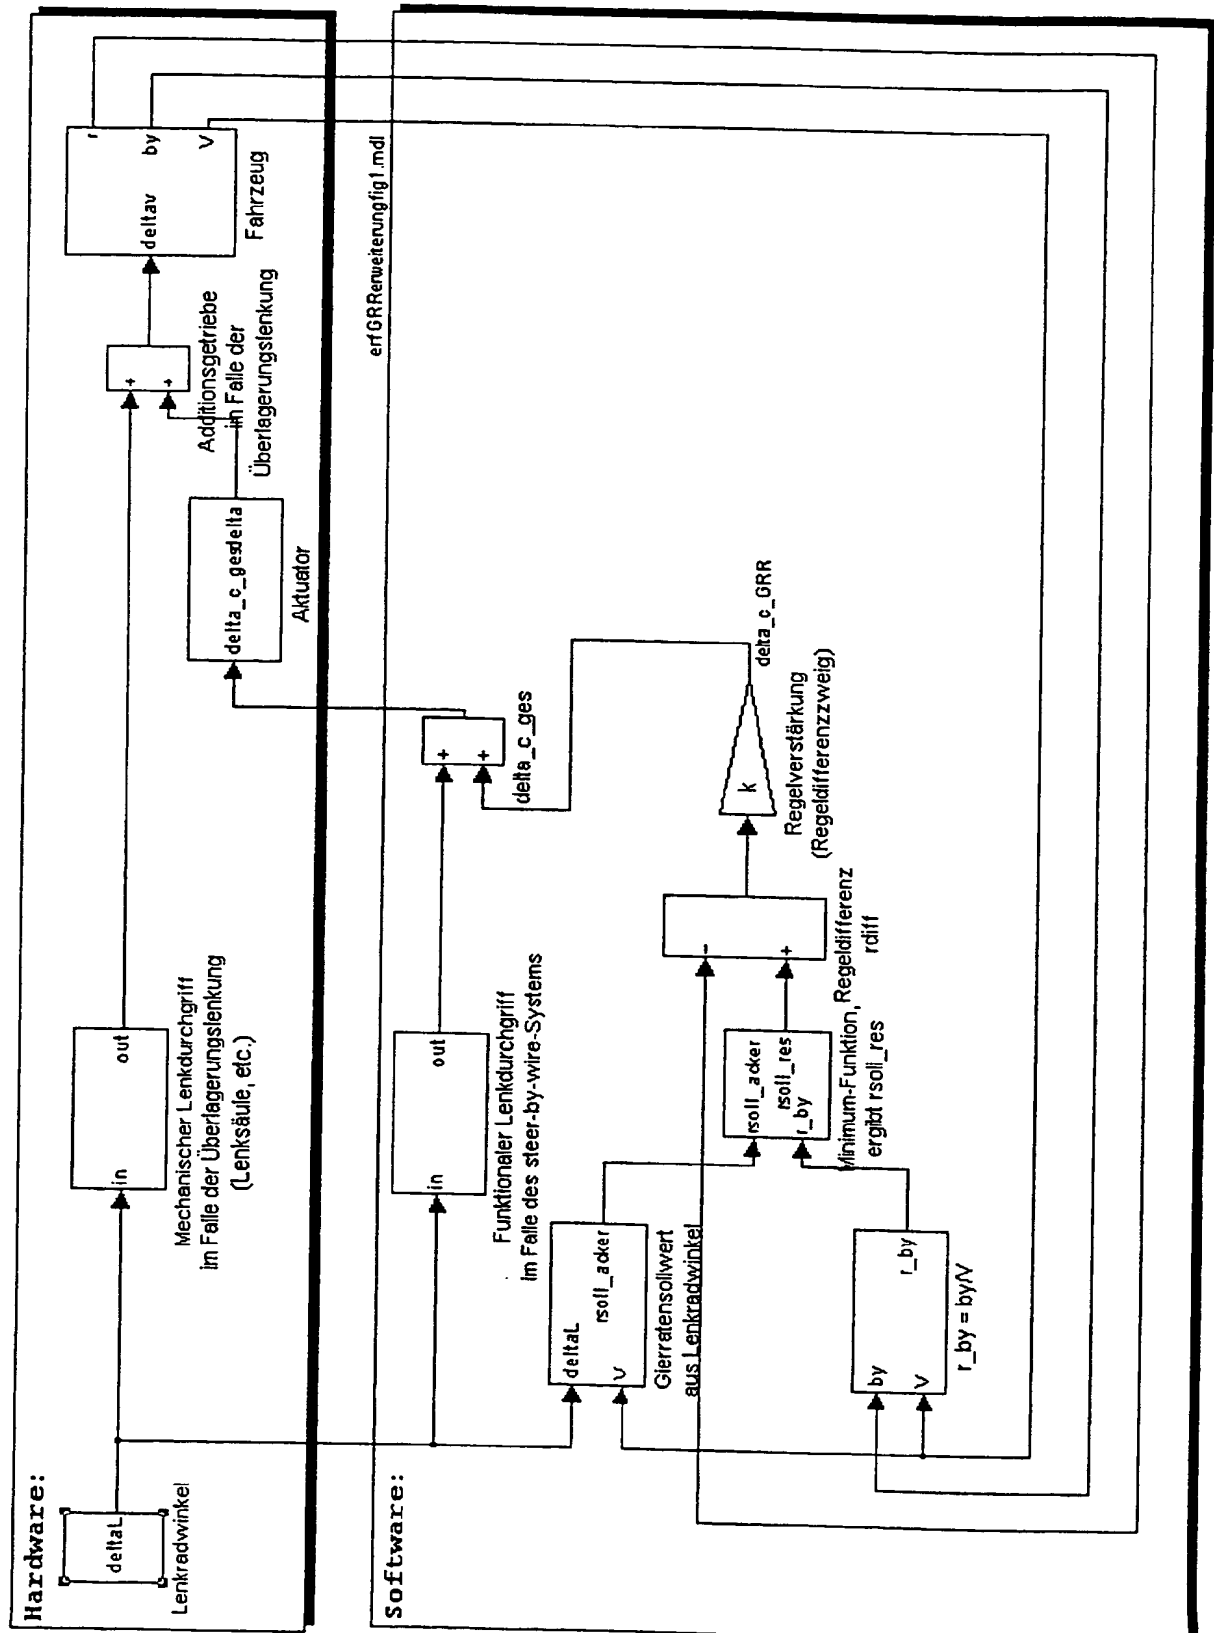 Hardware:
deltaL
Lenkradwinkel
in
out
Mechanischer Lenkdurchgriff
im Falle der Überlagerungslenkung
(Lenksäule, etc.)
+
+
Additionsgetriebe
im Falle der
Überlagerungslenkung
deltav
r
by
V
Fahrzeug
delta_c_gesdelta
Aktuator
Software:
erfGRRerweiterungfig1.mdl
in
out
Funktionaler Lenkdurchgriff
im Falle des steer-by-wire-Systems
+
+
delta_c_ges
deltaL
V
rsoll_acker
Gierratensollwert
aus Lenkradwinkel
rsoll_acker
rsoll_res
r_by
Minimum-Funktion,
ergibt rsoll_res
-
+
Regeldifferenz
rdiff
k
Regelverstärkung
(Regeldifferenzzweig)
delta_c_GRR
by
V
r_by
r_by = by/V